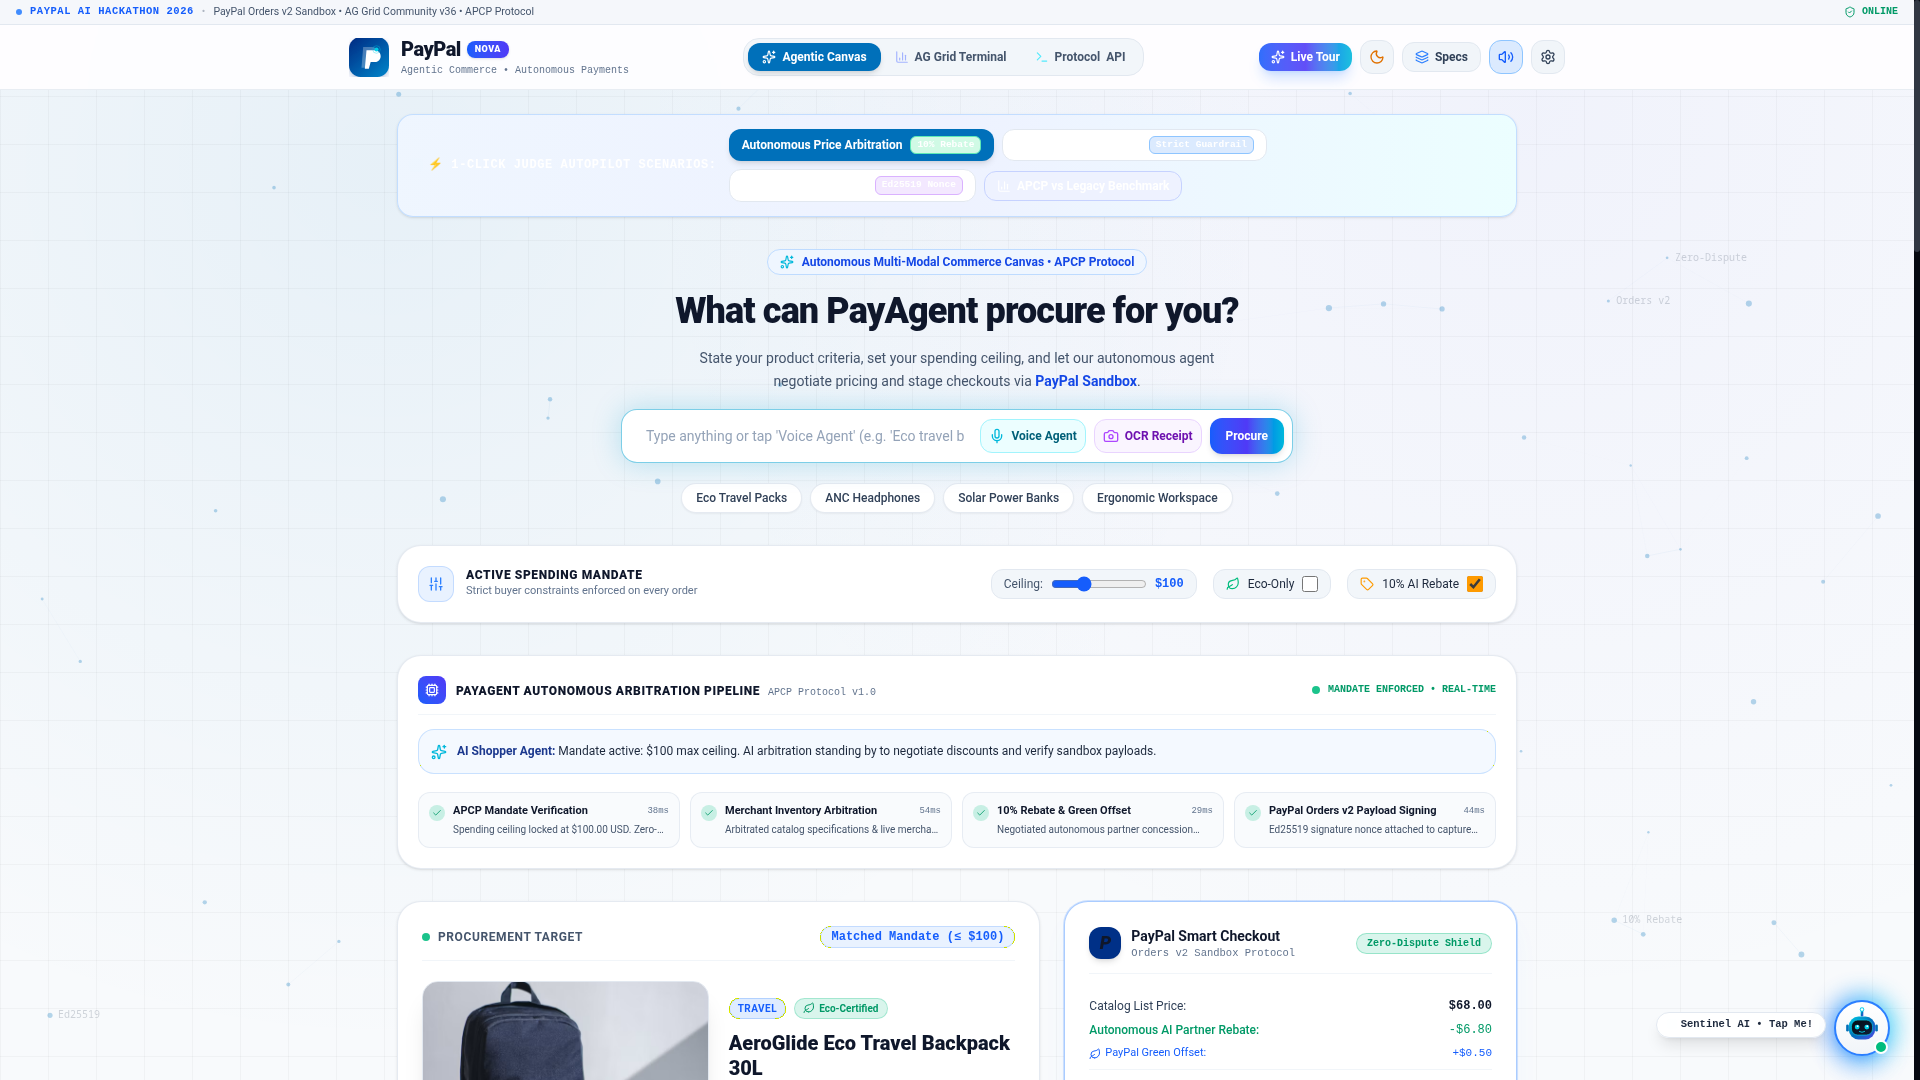 PAYPAL AI HACKATHON 2026 • PayPal Orders v2 Sandbox • AG Grid Community v36 • APCP Protocol
ONLINE
PayPal NOVA
Agentic Commerce • Autonomous Payments
Agentic Canvas
AG Grid Terminal
Protocol API
Live Tour
Specs
⚡ 1-CLICK JUDGE AUTOPILOT SCENARIOS:
Autonomous Price Arbitration 10% Rebate
Strict Guardrail
Ed25519 Nonce
APCP vs Legacy Benchmark
Autonomous Multi-Modal Commerce Canvas • APCP Protocol
What can PayAgent procure for you?
State your product criteria, set your spending ceiling, and let our autonomous agent
negotiate pricing and stage checkouts via PayPal Sandbox.
Type anything or tap 'Voice Agent' (e.g. 'Eco travel b
Voice Agent
OCR Receipt
Procure
Eco Travel Packs
ANC Headphones
Solar Power Banks
Ergonomic Workspace
Zero-Dispute
Orders v2
ACTIVE SPENDING MANDATE
Strict buyer constraints enforced on every order
Ceiling: $100
Eco-Only
10% AI Rebate
PAYAGENT AUTONOMOUS ARBITRATION PIPELINE APCP Protocol v1.0
MANDATE ENFORCED • REAL-TIME
AI Shopper Agent: Mandate active: $100 max ceiling. AI arbitration standing by to negotiate discounts and verify sandbox payloads.
APCP Mandate Verification 38ms
Spending ceiling locked at $100.00 USD. Zero-...
Merchant Inventory Arbitration 54ms
Arbitrated catalog specifications & live mercha...
10% Rebate & Green Offset 29ms
Negotiated autonomous partner concession...
PayPal Orders v2 Payload Signing 44ms
Ed25519 signature nonce attached to capture...
PROCUREMENT TARGET
Matched Mandate (≤ $100)
TRAVEL
Eco-Certified
AeroGlide Eco Travel Backpack
30L
PayPal Smart Checkout
Orders v2 Sandbox Protocol
Zero-Dispute Shield
Catalog List Price: $68.00
Autonomous AI Partner Rebate: -$6.80
PayPal Green Offset: +$0.50
10% Rebate
Ed25519
Sentinel AI • Tap Me!